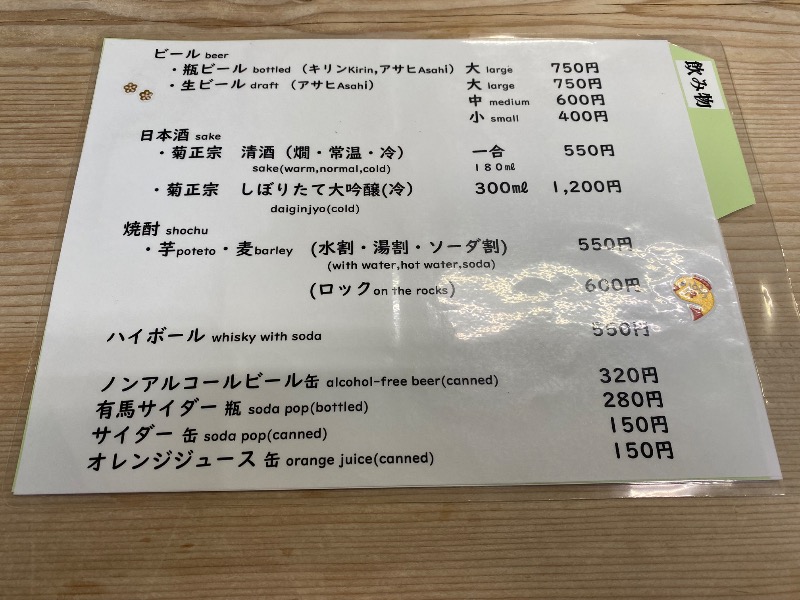 飲み物
ビール beer
・瓶ビール bottled (キリンKirin,アサヒAsahi) 大 large 750円
・生ビール draft (アサヒAsahi) 大 large 750円
中 medium 600円
小 small 400円
日本酒 sake
・菊正宗 清酒(燗・常温・冷) 一合 550円
sake(warm,normal,cold) 180㎖
・菊正宗 しぼりたて大吟醸(冷) 300㎖ 1,200円
daiginjyo(cold)
焼酎 shochu
・芋poteto・麦barley (水割・湯割・ソーダ割) 550円
(with water,hot water,soda)
(ロックon the rocks) 600円
ハイボール whisky with soda 550円
ノンアルコールビール缶 alcohol-free beer(canned) 320円
有馬サイダー 瓶 soda pop(bottled) 280円
サイダー 缶 soda pop(canned) 150円
オレンジジュース 缶 orange juice(canned) 150円